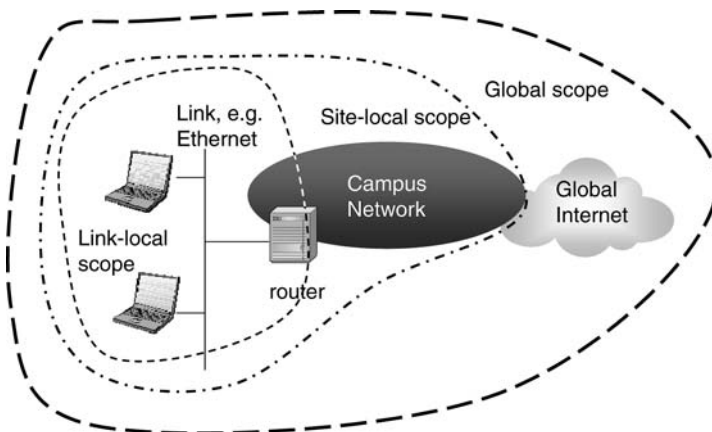 Global scope
Link, e.g.
Ethernet
Site-local scope
Campus
Network
Global
Internet
Link-local
scope
router